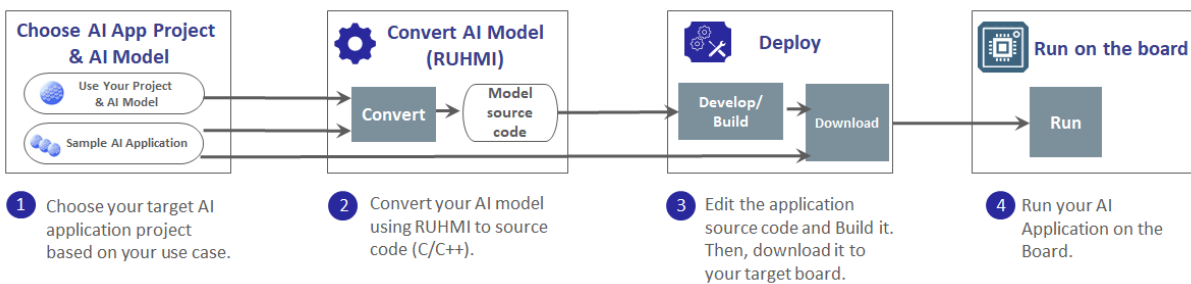 Choose AI App Project
& AI Model
Use Your Project
& AI Model
Sample AI Application
Convert AI Model
(RUHMI)
Convert
Model
source
code
Deploy
Develop/
Build
Download
Run on the board
Run
1
Choose your target AI
application project
based on your use case.
2
Convert your AI model
using RUHMI to source
code (C/C++).
3
Edit the application
source code and Build it.
Then, download it to
your target board.
4
Run your AI
Application on the
Board.